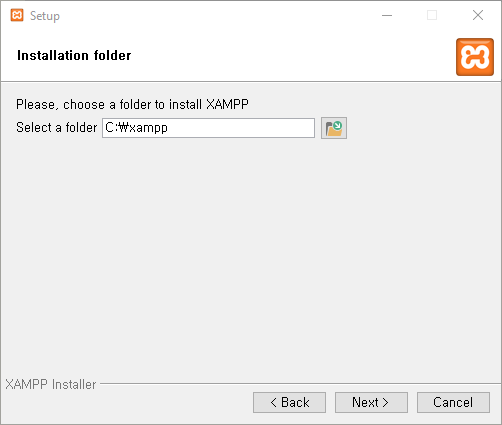 Setup
Installation folder
Please, choose a folder to install XAMPP
Select a folder C:₩xampp
XAMPP Installer
< Back Next > Cancel